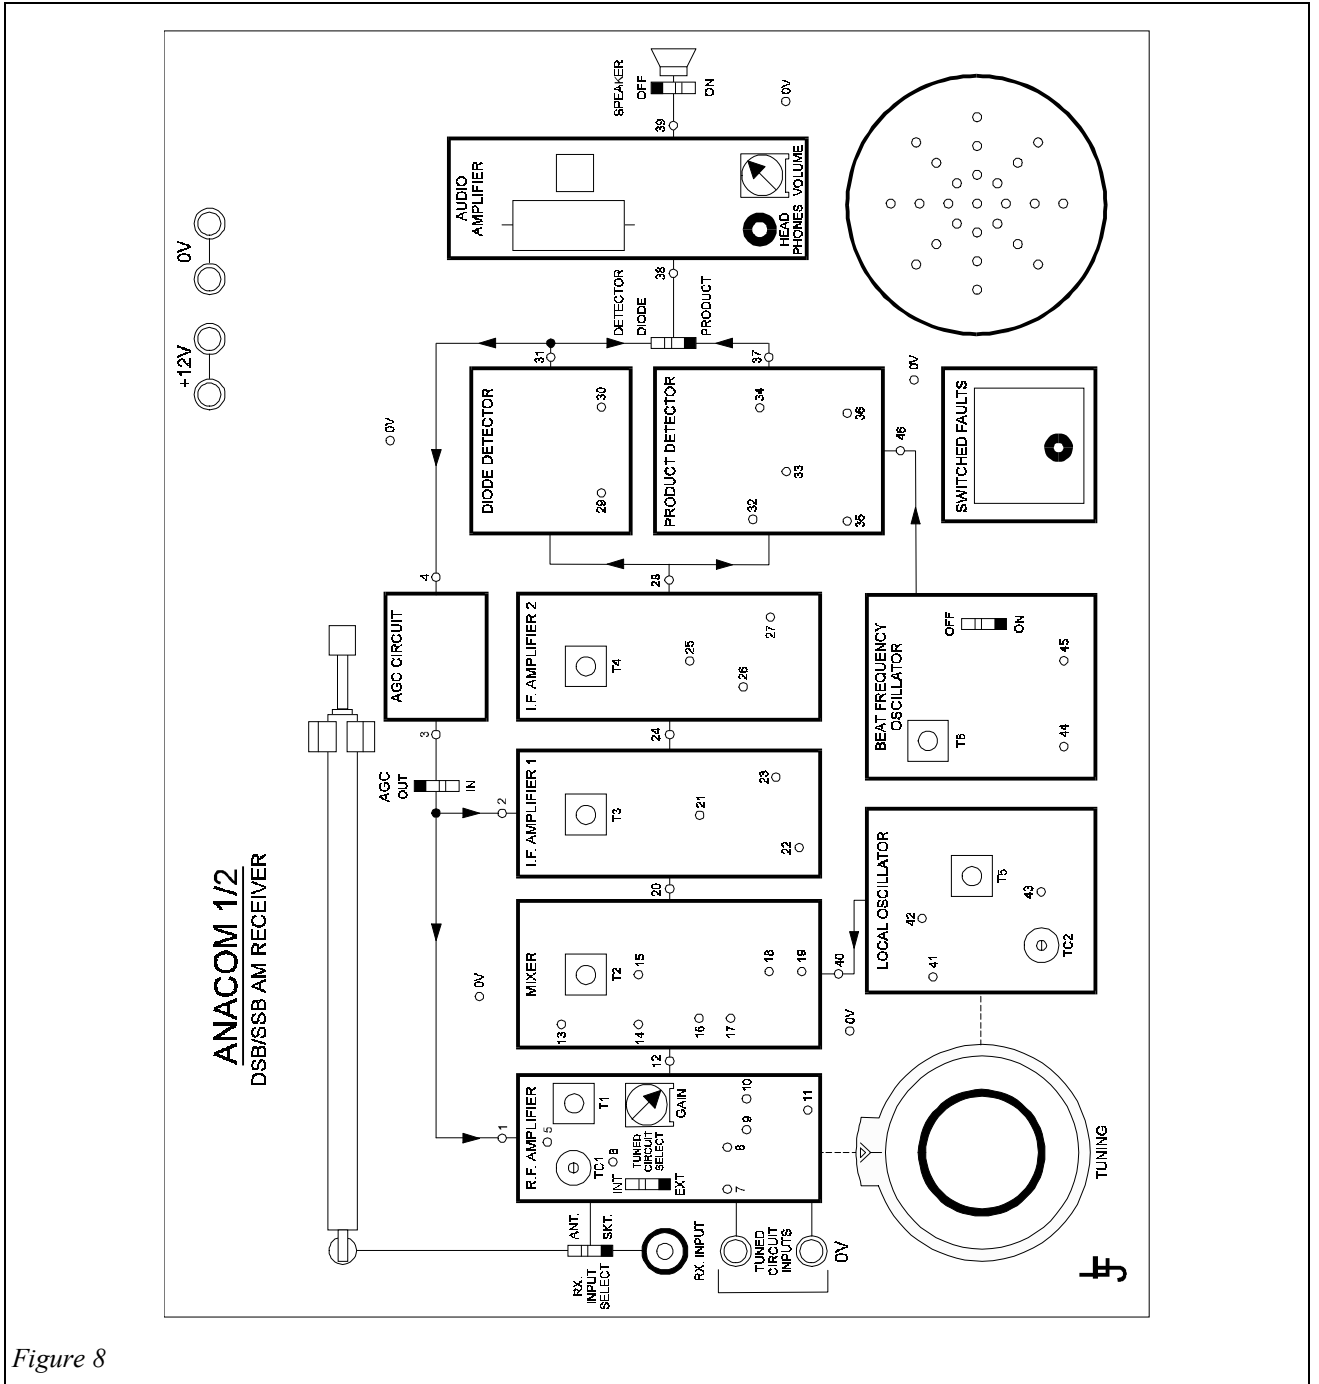 ANACOM 1/2
DSB/SSB AM RECEIVER
+12V
0V
0V
0V
RX.
INPUT
SELECT
ANT.
SKT.
RX. INPUT
TUNED
CIRCUIT
INPUTS
0V
R.F. AMPLIFIER
1
5
TC1
T1
6
INT
EXT
TUNED
CIRCUIT
SELECT
GAIN
7
8
9
10
11
TUNING
12
MIXER
13
T2
14
15
16
17
18
19
40
0V
LOCAL OSCILLATOR
41
42
T5
43
TC2
20
I.F. AMPLIFIER 1
2
T3
21
22
23
AGC
OUT
IN
3
AGC CIRCUIT
4
24
I.F. AMPLIFIER 2
T4
25
26
27
28
BEAT FREQUENCY
OSCILLATOR
T6
OFF
ON
44
45
46
DIODE DETECTOR
29
30
31
PRODUCT DETECTOR
32
33
34
35
36
37
0V
SWITCHED FAULTS
DETECTOR
DIODE
PRODUCT
38
AUDIO
AMPLIFIER
HEAD
PHONES
VOLUME
39
SPEAKER
OFF
ON
0V
Figure 8